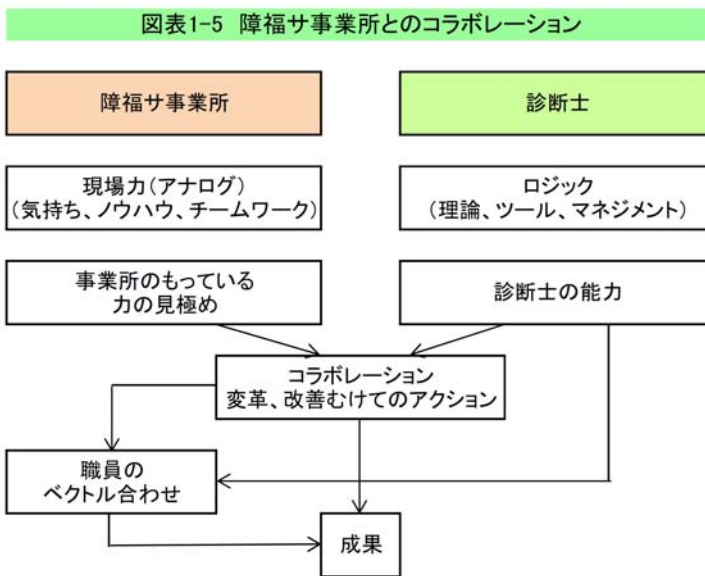 図表1-5 障福サ事業所とのコラボレーション
障福サ事業所
診断士
現場力(アナログ)
(気持ち、ノウハウ、チームワーク)
ロジック
(理論、ツール、マネジメント)
事業所のもっている
力の見極め
診断士の能力
コラボレーション
変革、改善むけてのアクション
職員の
ベクトル合わせ
成果